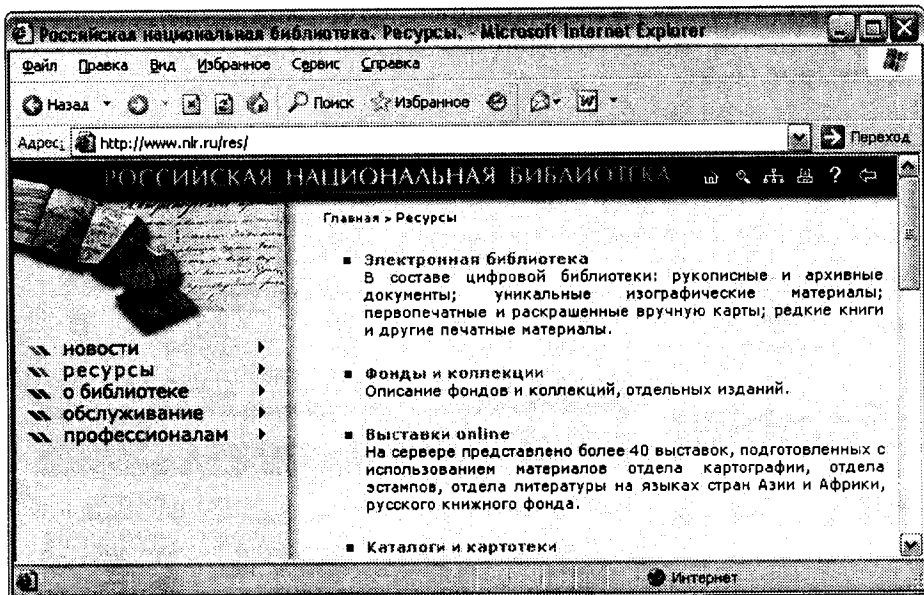 Российская национальная библиотека. Ресурсы. - Microsoft Internet Explorer
Файл Правка Вид Избранное Сервис Справка
Назад Поиск Избранное
Адрес: http://www.nlr.ru/res/ Переход
РОССИЙСКАЯ НАЦИОНАЛЬНАЯ БИБЛИОТЕКА
Главная > Ресурсы
Электронная библиотека
В составе цифровой библиотеки: рукописные и архивные
документы; уникальные изографические материалы;
первопечатные и раскрашенные вручную карты; редкие книги
и другие печатные материалы.
новости
ресурсы
о библиотеке
обслуживание
профессионалам
Фонды и коллекции
Описание фондов и коллекций, отдельных изданий.
Выставки online
На сервере представлено более 40 выставок, подготовленных с
использованием материалов отдела картографии, отдела
эстампов, отдела литературы на языках стран Азии и Африки,
русского книжного фонда.
Каталоги и картотеки
Интернет